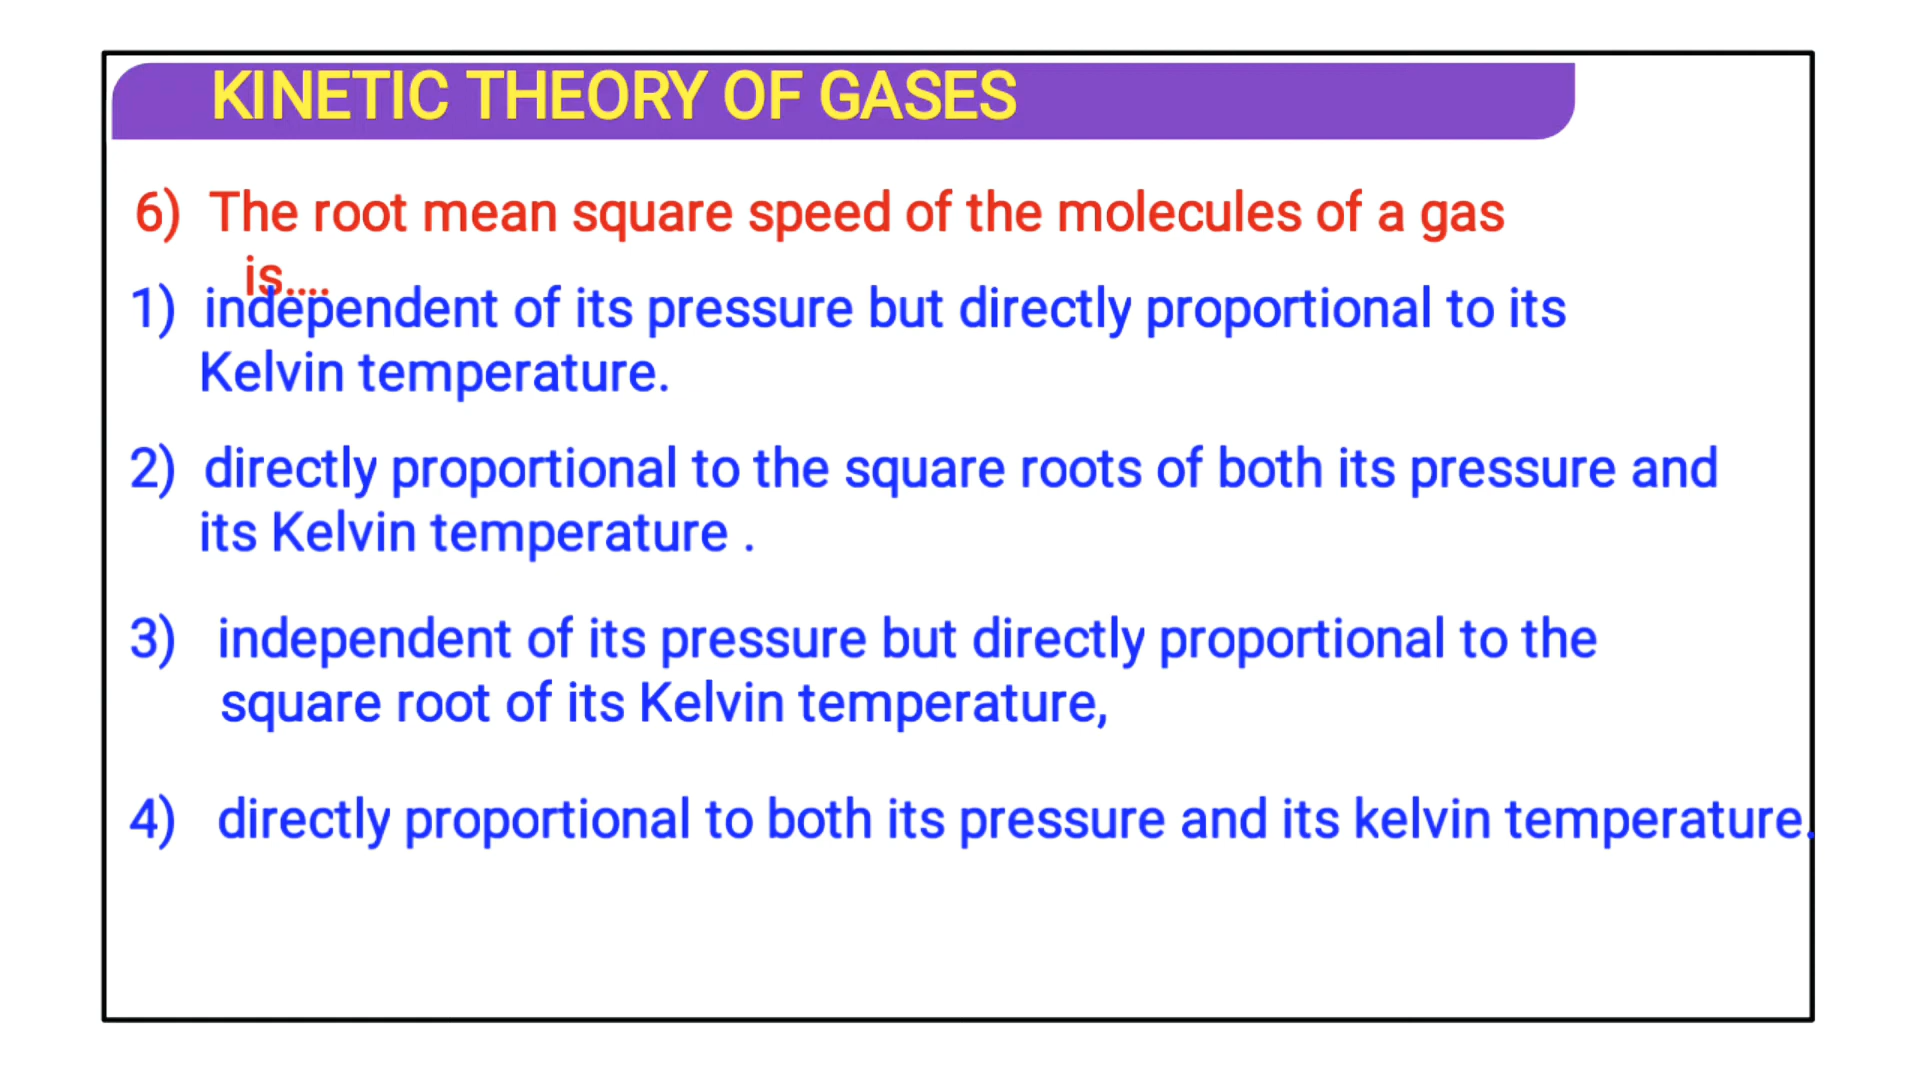 KINETIC THEORY OF GASES
6) The root mean square speed of the molecules of a gas
is....
1) independent of its pressure but directly proportional to its
Kelvin temperature.
2) directly proportional to the square roots of both its pressure and
its Kelvin temperature .
3) independent of its pressure but directly proportional to the
square root of its Kelvin temperature,
4) directly proportional to both its pressure and its kelvin temperature.